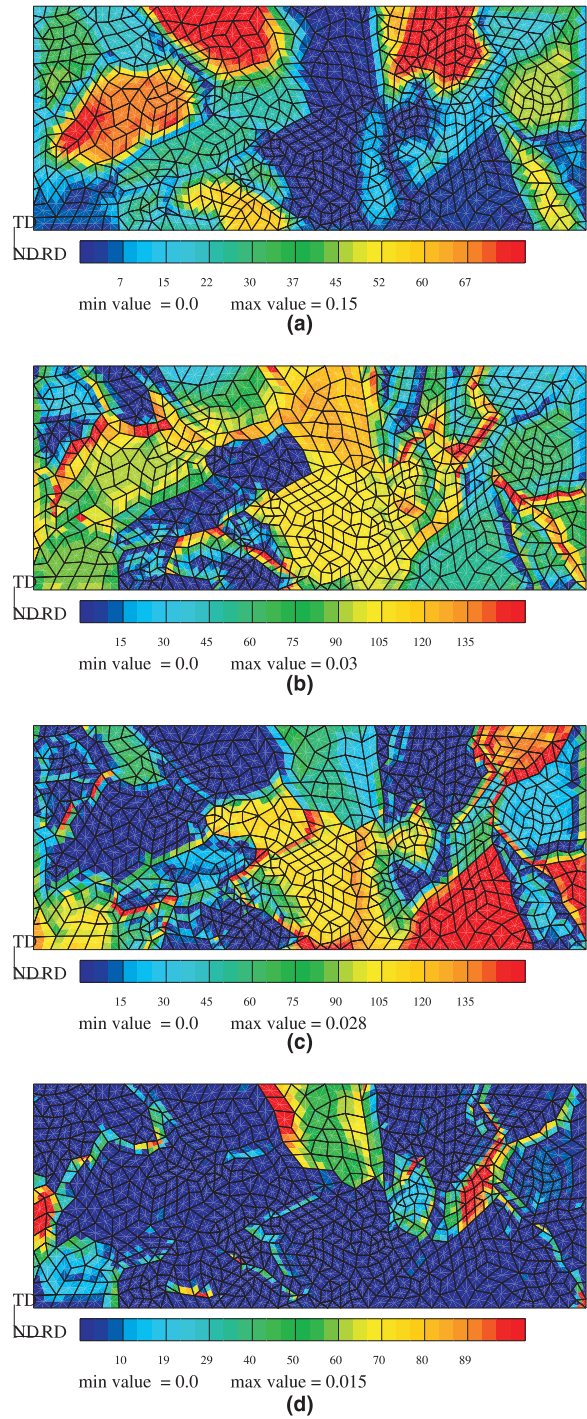 TD
ND RD
7 15 22 30 37 45 52 60 67
min value = 0.0 max value = 0.15
(a)
TD
ND RD
15 30 45 60 75 90 105 120 135
min value = 0.0 max value = 0.03
(b)
TD
ND RD
15 30 45 60 75 90 105 120 135
min value = 0.0 max value = 0.028
(c)
TD
ND RD
10 19 29 40 50 60 70 80 89
min value = 0.0 max value = 0.015
(d)